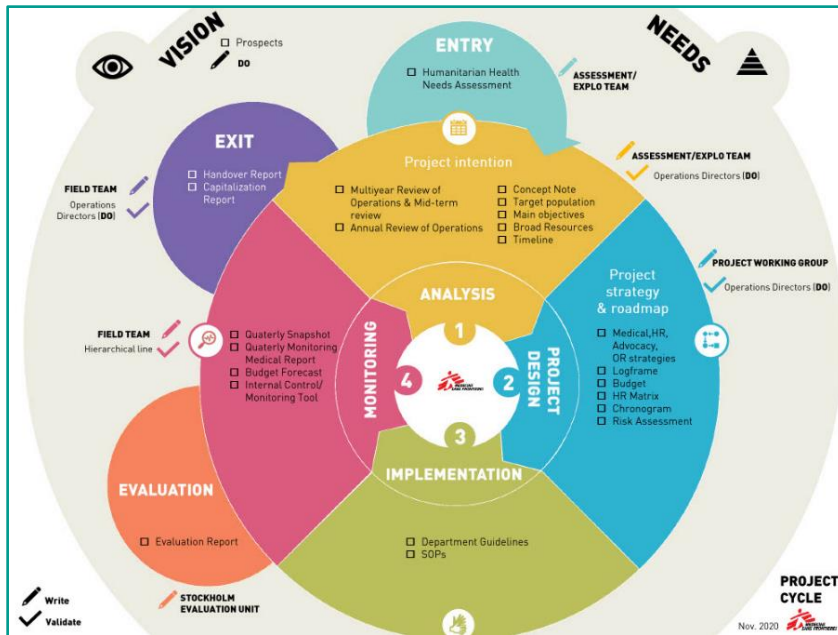 VISION
Prospects
DO
ENTRY
Humanitarian Health
Needs Assessment
ASSESSMENT/
EXPLO TEAM
NEEDS
EXIT
Handover Report
Capitalization
Report
FIELD TEAM
Operations
Directors (DO)
Project intention
Multiyear Review of
Operations & Mid-term
review
Annual Review of Operations
Concept Note
Target population
Main objectives
Broad Resources
Timeline
ASSESSMENT/EXPLO TEAM
Operations Directors (DO)
PROJECT WORKING GROUP
Operations Directors (DO)
Project
strategy
& roadmap
Medical,HR,
Advocacy,
OR strategies
Logframe
Budget
HR Matrix
Chronogram
Risk Assessment
ANALYSIS
1
PROJECT
DESIGN
2
3
IMPLEMENTATION
MONITORING
4
FIELD TEAM
Hierarchical line
Quaterly Snapshot
Quaterly Monitoring
Medical Report
Budget Forecast
Internal Control/
Monitoring Tool
EVALUATION
Evaluation Report
STOCKHOLM
EVALUATION UNIT
Department Guidelines
SOPs
Write
Validate
PROJECT
CYCLE
Nov. 2020